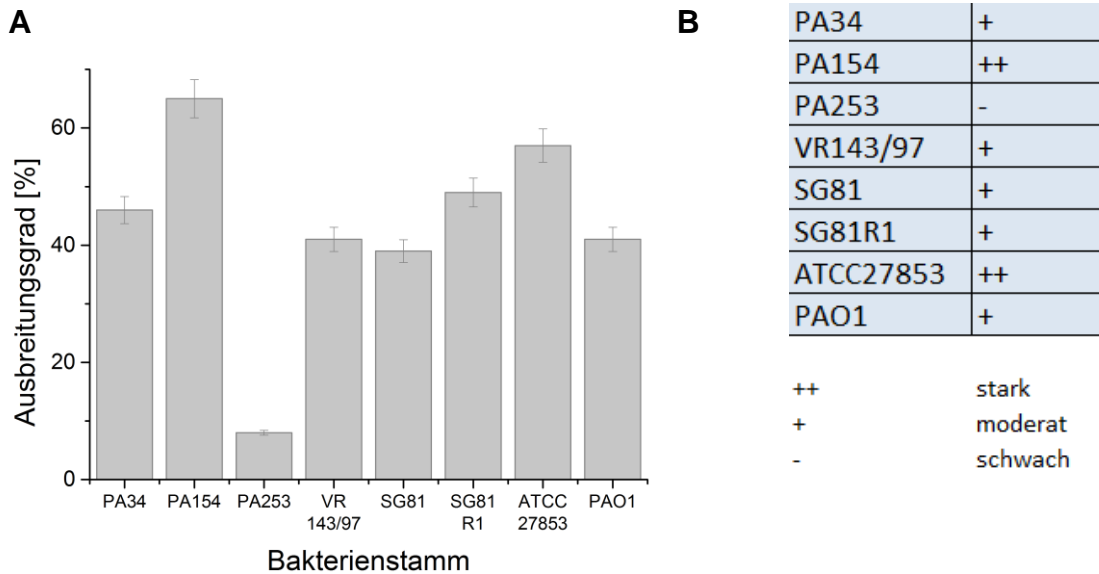 A
B
Ausbreitungsgrad [%]
60
40
20
0
PA34 PA154 PA253 VR 143/97 SG81 SG81 R1 ATCC 27853 PAO1
Bakterienstamm
PA34 +
PA154 ++
PA253 -
VR143/97 +
SG81 +
SG81R1 +
ATCC27853 ++
PAO1 +
++ stark
+ moderat
- schwach